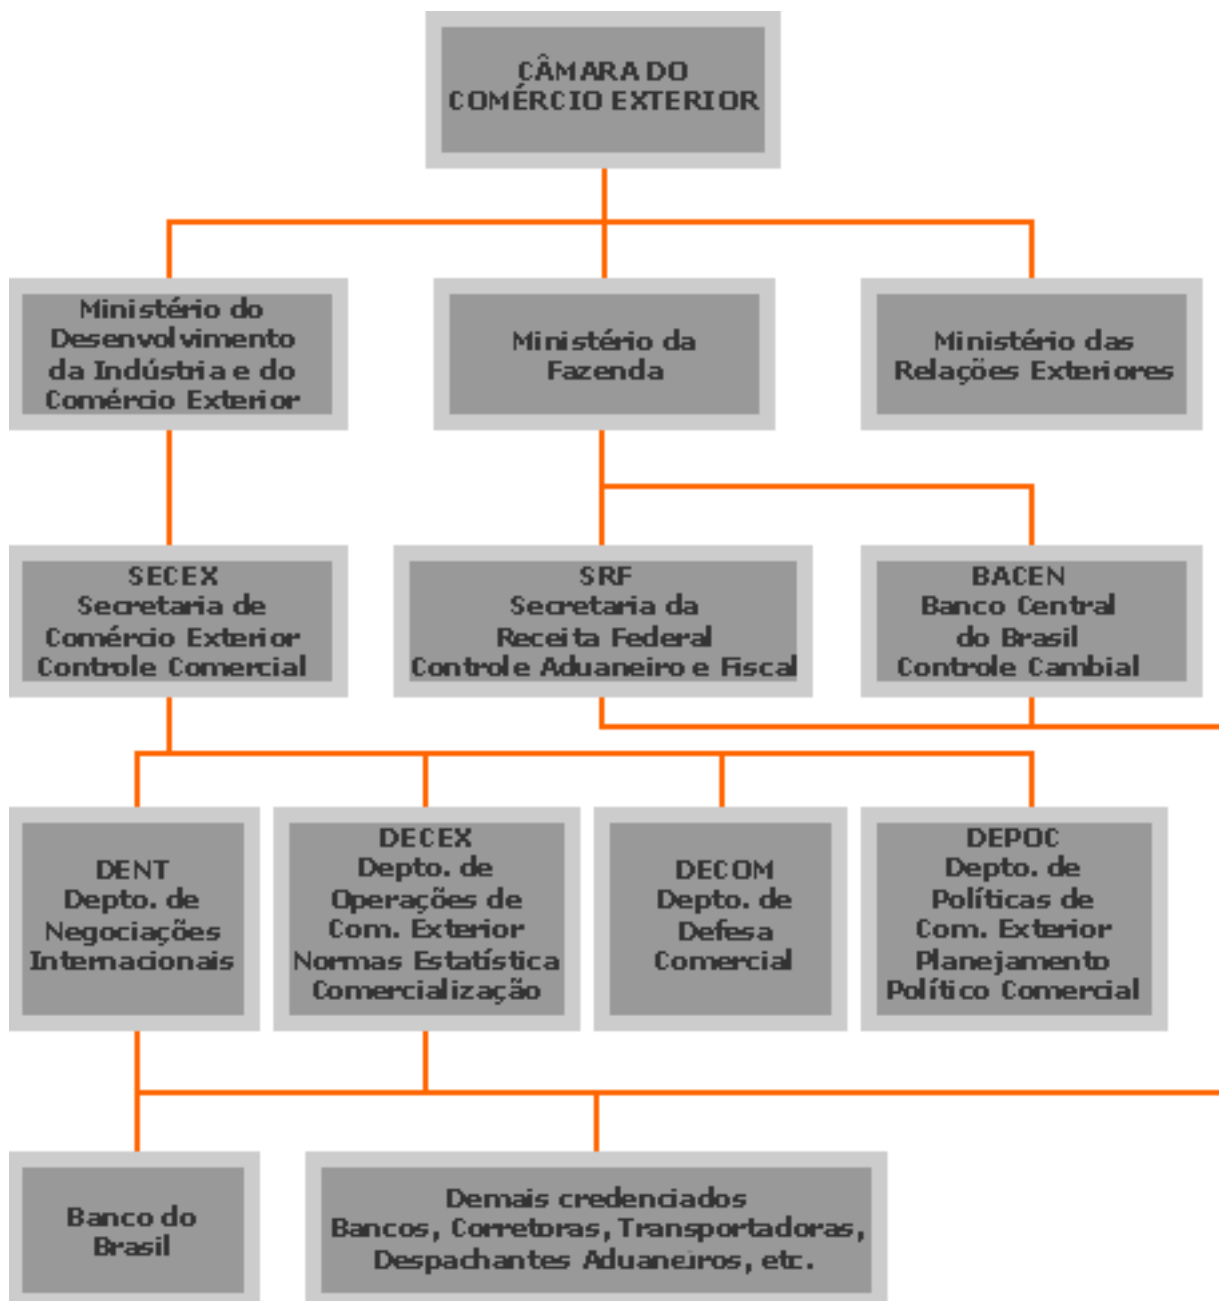 CÂMARA DO
COMÉRCIO EXTERIOR
Ministério do
Desenvolvimento
da Indústria e do
Comércio Exterior
Ministério da
Fazenda
Ministério das
Relações Exteriores
SECEX
Secretaria de
Comércio Exterior
Controle Comercial
SRF
Secretaria da
Receita Federal
Controle Aduaneiro e Fiscal
BACEN
Banco Central
do Brasil
Controle Cambial
DENT
Depto. de
Negociações
Internacionais
DECEX
Depto. de
Operações de
Com. Exterior
Normas Estatística
Comercialização
DECOM
Depto. de
Defesa
Comercial
DEPOC
Depto. de
Políticas de
Com. Exterior
Planejamento
Político Comercial
Banco do
Brasil
Demais credenciados
Bancos, Corretoras, Transportadoras,
Despachantes Aduaneiros, etc.